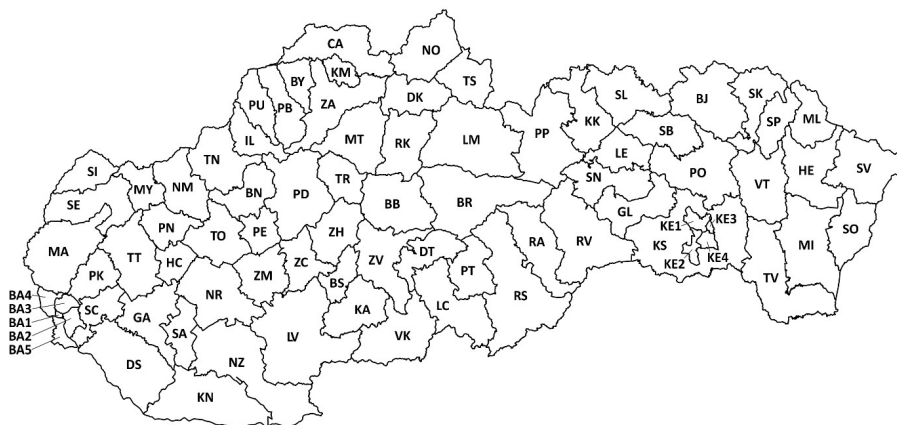 CA
NO
KM
BY
TS
PU
PB
ZA
DK
SL
BJ
SK
ML
SP
KK
PP
IL
MT
RK
LM
SB
LE
TN
SI
MY
NM
BN
PD
TR
SN
PO
VT
HE
SV
SE
BB
BR
GL
PN
TO
PE
ZH
KE1
KE3
SO
MA
TT
HC
ZM
ZC
ZV
DT
RA
RV
KS
MI
PK
PT
KE2
KE4
TV
BS
BA4
BA3
SC
NR
KA
LC
RS
BA1
GA
SA
BA2
LV
VK
BA5
DS
NZ
KN